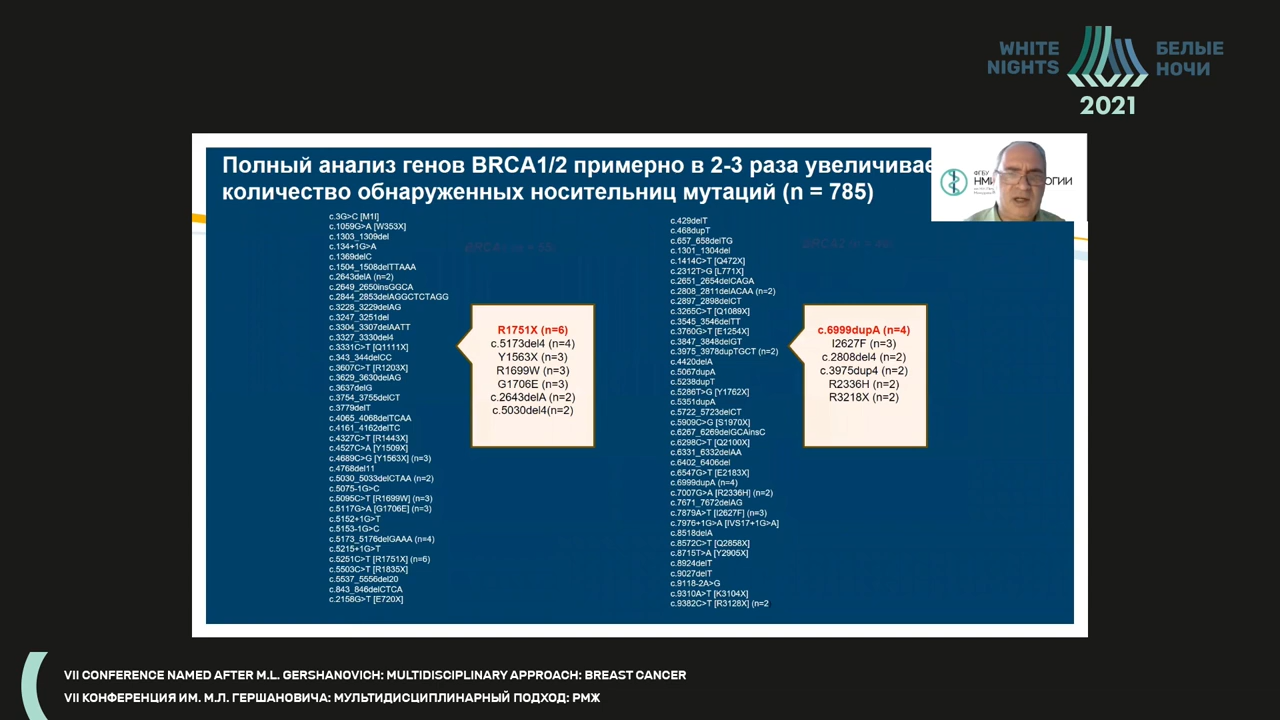 WHITE
NIGHTS
БЕЛЫЕ
НОЧИ
2021
Полный анализ генов BRCA1/2 примерно в 2-3 раза увеличивае
количество обнаруженных носительниц мутаций (n = 785)
ФГБУ
c.3G>C [M1I]
c.1059G>A [W353X]
c.1303_1309del
c.134+1G>A
c.1369delC
c.1504_1508delTTAAA
c.2643delA (n=2)
c.2649_2650insGGCA
c.2844_2853delAGGCTCTAGG
c.3228_3229delAG
c.3247_3251del
c.3304_3307delAATT
c.3327_3330del4
c.3331C>T [Q1111X]
c.343_344delCC
c.3607C>T [R1203X]
c.3629_3630delAG
c.3637delG
c.3754_3755delCT
c.3779delT
c.4065_4068delTCAA
c.4161_4162delTC
c.4327C>T [R1443X]
c.4527C>A [Y1509X]
c.4689C>G [Y1563X] (n=3)
c.4768del11
c.5030_5033delCTAA (n=2)
c.5075-1G>C
c.5095C>T [R1699W] (n=3)
c.5117G>A [G1706E] (n=3)
c.5152+1G>T
c.5153-1G>C
c.5173_5176delGAAA (n=4)
c.5215+1G>T
c.5251C>T [R1751X] (n=6)
c.5503C>T [R1835X]
c.5537_5556del20
c.843_846delCTCA
c.2158G>T [E720X]
R1751X (n=6)
c.5173del4 (n=4)
Y1563X (n=3)
R1699W (n=3)
G1706E (n=3)
c.2643delA (n=2)
c.5030del4(n=2)
c.429delT
c.468dupT
c.657_658delTG
c.1301_1304del
c.1414C>T [Q472X]
c.2312T>G [L771X]
c.2651_2654delCAGA
c.2808_2811delACAA (n=2)
c.2897_2898delCT
c.3265C>T [Q1089X]
c.3545_3546delTT
c.3760G>T [E1254X]
c.3847_3848delGT
c.3975_3978dupTGCT (n=2)
c.4420delA
c.5067dupA
c.5238dupT
c.5286T>G [Y1762X]
c.5351dupA
c.5722_5723delCT
c.5909C>G [S1970X]
c.6267_6269delGCAinsC
c.6298C>T [Q2100X]
c.6331_6332delAA
c.6402_6406del
c.6547G>T [E2183X]
c.6999dupA (n=4)
c.7007G>A [R2336H] (n=2)
c.7671_7672delAG
c.7879A>T [I2627F] (n=3)
c.7976+1G>A [IVS17+1G>A]
c.8518delA
c.8572C>T [Q2858X]
c.8715T>A [Y2905X]
c.8924delT
c.9027delT
c.9118-2A>G
c.9310A>T [K3104X]
c.9382C>T [R3128X] (n=2
c.6999dupA (n=4)
I2627F (n=3)
c.2808del4 (n=2)
c.3975dup4 (n=2)
R2336H (n=2)
R3218X (n=2)
VII CONFERENCE NAMED AFTER M.L. GERSHANOVICH: MULTIDISCIPLINARY APPROACH: BREAST CANCER
VII КОНФЕРЕНЦИЯ ИМ. М.Л. ГЕРШАНОВИЧА: МУЛЬТИДИСЦИПЛИНАРНЫЙ ПОДХОД: РМЖ